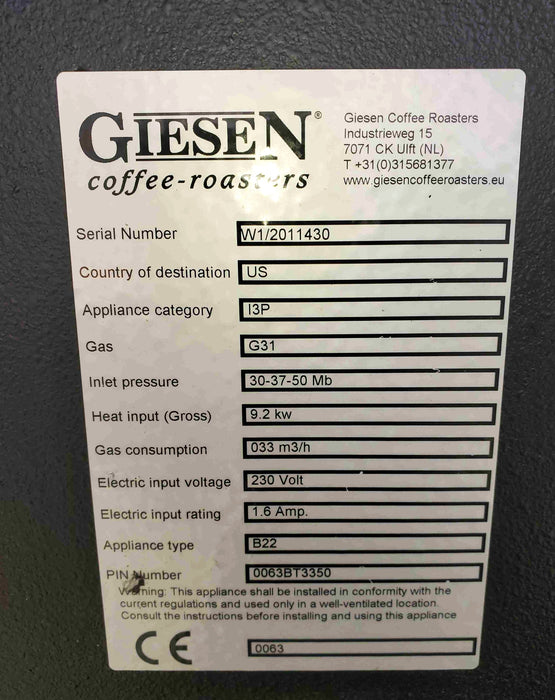 GIESEN®
coffee-roasters
Giesen Coffee Roasters
Industrieweg 15
7071 CK Ulft (NL)
T +31(0)315681377
www.giesencoffeeroasters.eu
Serial Number W1/2011430
Country of destination US
Appliance category I3P
Gas G31
Inlet pressure 30-37-50 Mb
Heat input (Gross) 9.2 kw
Gas consumption 033 m3/h
Electric input voltage 230 Volt
Electric input rating 1.6 Amp.
Appliance type B22
PIN Number 0063BT3350
Warning: This appliance shall be installed in conformity with the
current regulations and used only in a well-ventilated location.
Consult the instructions before installing and using this appliance
CE 0063